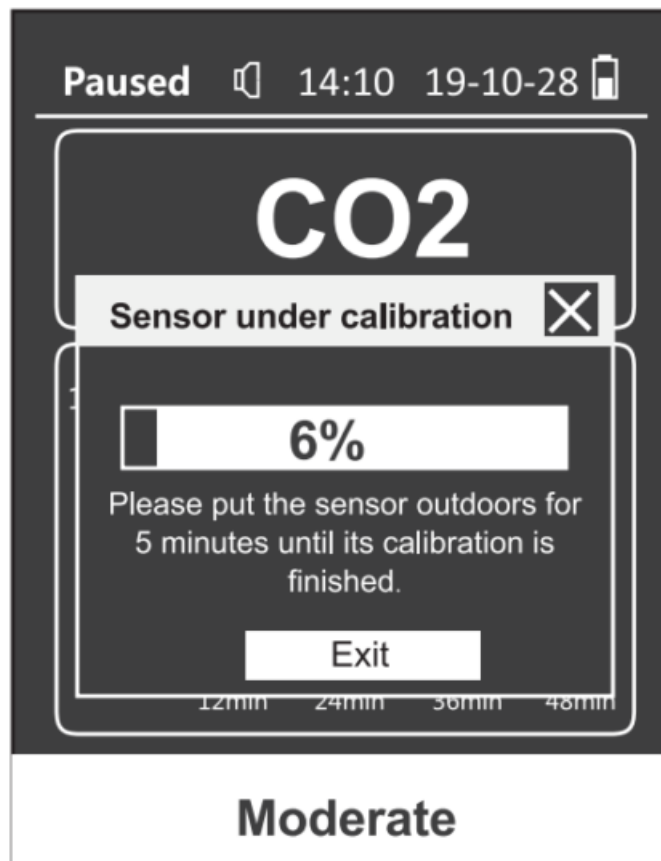 Paused 14:10 19-10-28
CO2
Sensor under calibration
6%
Please put the sensor outdoors for
5 minutes until its calibration is
finished.
Exit
12min 24min 36min 48min
Moderate